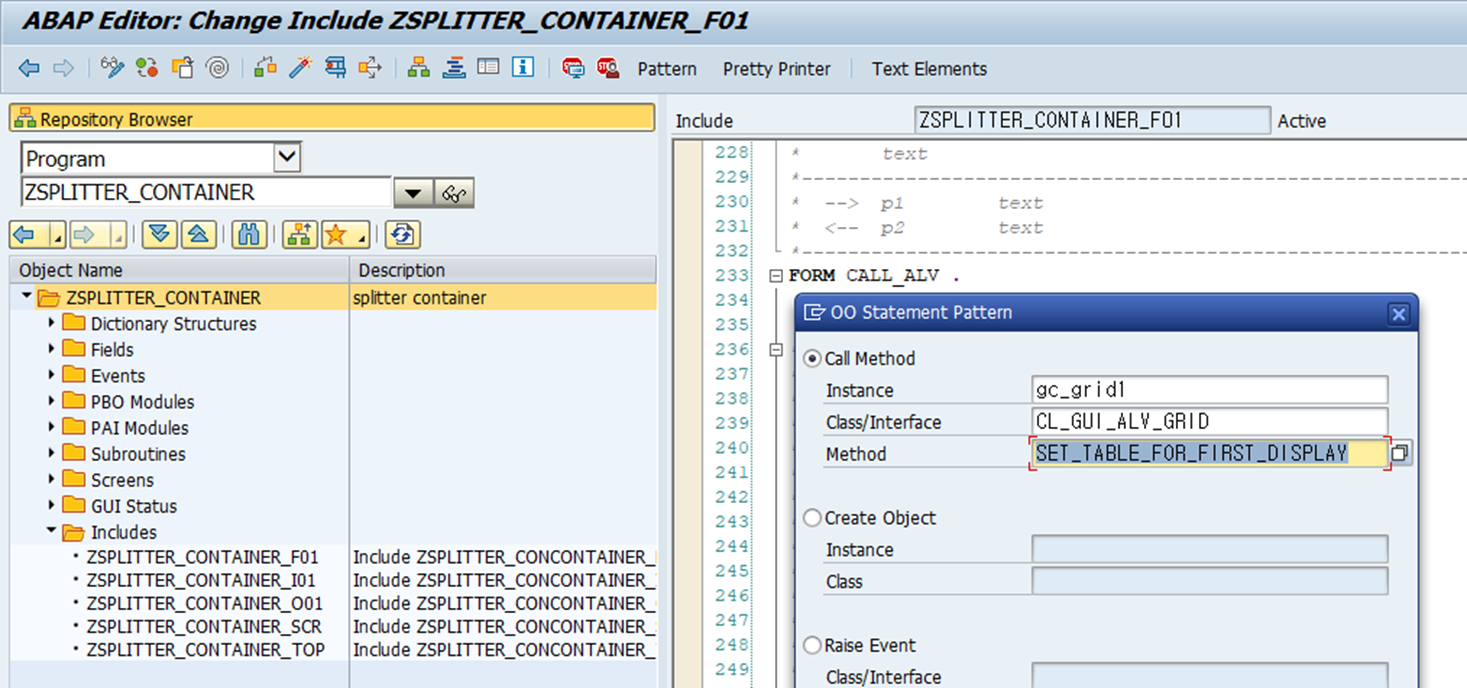 ABAP Editor: Change Include ZSPLITTER_CONTAINER_F01
Pattern Pretty Printer Text Elements
Repository Browser
Program
ZSPLITTER_CONTAINER
Object Name Description
ZSPLITTER_CONTAINER splitter container
Dictionary Structures
Fields
Events
PBO Modules
PAI Modules
Subroutines
Screens
GUI Status
Includes
ZSPLITTER_CONTAINER_F01 Include ZSPLITTER_CONCONTAINER_
ZSPLITTER_CONTAINER_I01 Include ZSPLITTER_CONCONTAINER_
ZSPLITTER_CONTAINER_O01 Include ZSPLITTER_CONCONTAINER_
ZSPLITTER_CONTAINER_SCR Include ZSPLITTER_CONCONTAINER_
ZSPLITTER_CONTAINER_TOP Include ZSPLITTER_CONCONTAINER_
Include ZSPLITTER_CONTAINER_F01 Active
228 * text
229 *----------------------------------------------------------------------
230 * --> p1 text
231 * <-- p2 text
232 *----------------------------------------------------------------------
233 FORM CALL_ALV .
234
235
236
237
238
239
240
241
242
243
244
245
246
247
248
249
OO Statement Pattern
Call Method
Instance gc_grid1
Class/Interface CL_GUI_ALV_GRID
Method SET_TABLE_FOR_FIRST_DISPLAY
Create Object
Instance
Class
Raise Event
Class/Interface